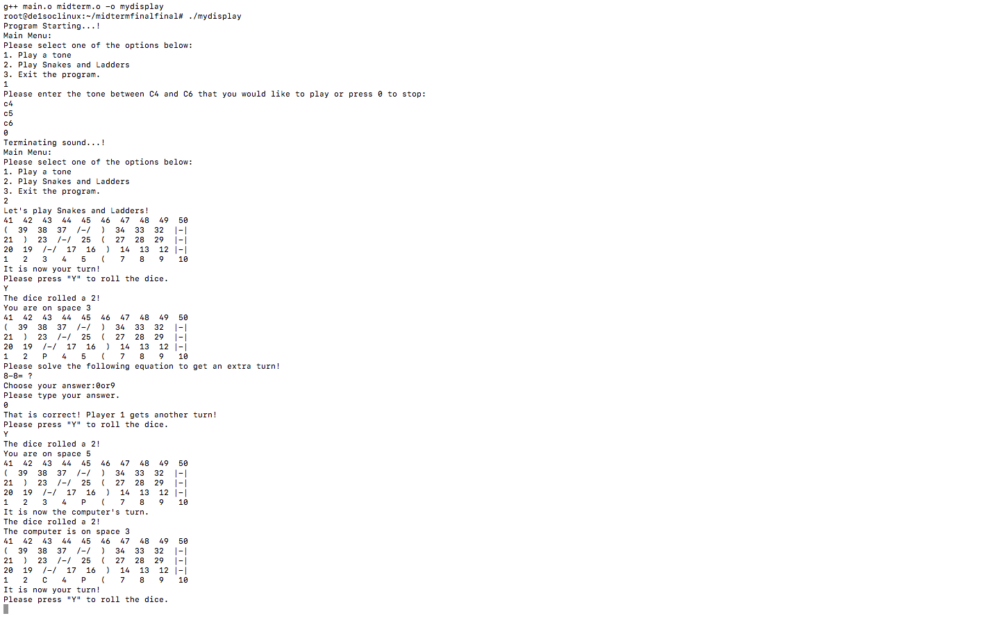 g++ main.o midterm.o -o mydisplay
root@de1soclinux:~/midtermfinalfinal# ./mydisplay
Program Starting...!
Main Menu:
Please select one of the options below:
1. Play a tone
2. Play Snakes and Ladders
3. Exit the program.
1
Please enter the tone between C4 and C6 that you would like to play or press 0 to stop:
c4
c5
c6
0
Terminating sound...!
Main Menu:
Please select one of the options below:
1. Play a tone
2. Play Snakes and Ladders
3. Exit the program.
2
Let's play Snakes and Ladders!
41  42  43  44  45  46  47  48  49  50
(  39  38  37  /-/  )  34  33  32  |-|
21  )  23  /-/  25  (  27  28  29  |-|
20  19  /-/  17  16  )  14  13  12 |-|
1   2   3   4   5   (   7   8   9   10
It is now your turn!
Please press "Y" to roll the dice.
Y
The dice rolled a 2!
You are on space 3
41  42  43  44  45  46  47  48  49  50
(  39  38  37  /-/  )  34  33  32  |-|
21  )  23  /-/  25  (  27  28  29  |-|
20  19  /-/  17  16  )  14  13  12 |-|
1   2   P   4   5   (   7   8   9   10
Please solve the following equation to get an extra turn!
8-8= ?
Choose your answer:0or9
Please type your answer.
0
That is correct! Player 1 gets another turn!
Please press "Y" to roll the dice.
Y
The dice rolled a 2!
You are on space 5
41  42  43  44  45  46  47  48  49  50
(  39  38  37  /-/  )  34  33  32  |-|
21  )  23  /-/  25  (  27  28  29  |-|
20  19  /-/  17  16  )  14  13  12 |-|
1   2   3   4   P   (   7   8   9   10
It is now the computer's turn.
The dice rolled a 2!
The computer is on space 3
41  42  43  44  45  46  47  48  49  50
(  39  38  37  /-/  )  34  33  32  |-|
21  )  23  /-/  25  (  27  28  29  |-|
20  19  /-/  17  16  )  14  13  12 |-|
1   2   C   4   P   (   7   8   9   10
It is now your turn!
Please press "Y" to roll the dice.